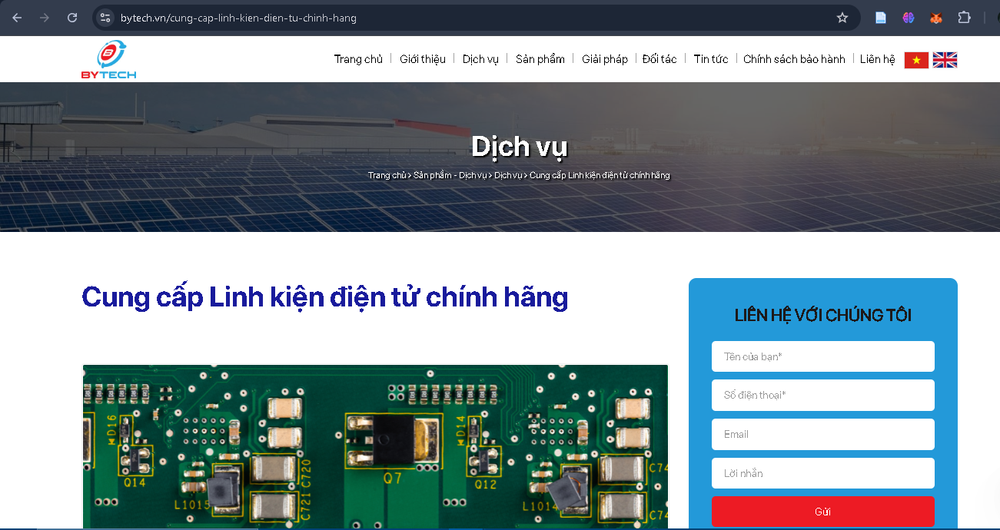 bytech.vn/cung-cap-linh-kien-dien-tu-chinh-hang
B
BYTECH
Trang chủ Giới thiệu Dịch vụ Sản phẩm Giải pháp Đối tác Tin tức Chính sách bảo hành Liên hệ
Dịch vụ
Trang chủ > Sản phẩm - Dịch vụ > Dịch vụ > Cung cấp Linh kiện điện tử chính hãng
Cung cấp Linh kiện điện tử chính hãng
LIÊN HỆ VỚI CHÚNG TÔI
Tên của bạn*
Số điện thoại*
Email
Lời nhắn
Gửi
MD16
Q14
L1015
C721 C720
Q7
MD14
Q12
L1014
C74
C74